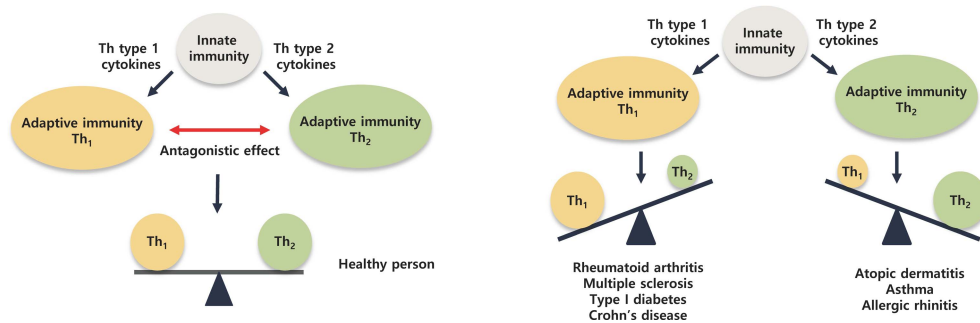 Innate
immunity
Th type 1
cytokines
Th type 2
cytokines
Adaptive immunity
Th₁
Adaptive immunity
Th₂
Antagonistic effect
Th₁
Th₂
Healthy person
Th type 1
cytokines
Innate
immunity
Th type 2
cytokines
Adaptive immunity
Th₁
Adaptive immunity
Th₂
Th₁
Th₂
Th₁
Th₂
Rheumatoid arthritis
Multiple sclerosis
Type I diabetes
Crohn's disease
Atopic dermatitis
Asthma
Allergic rhinitis